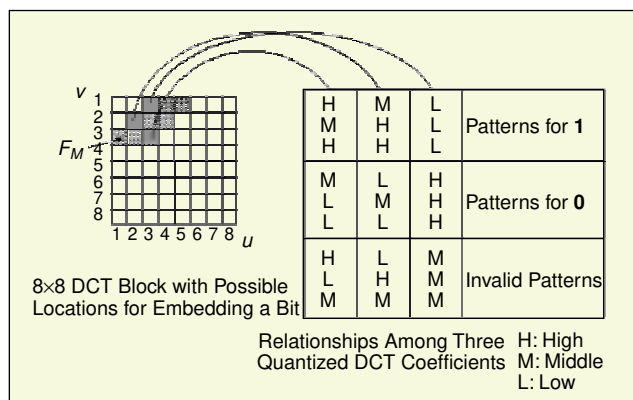 v
1
2
3
4
5
6
7
8
F_M
1 2 3 4 5 6 7 8
u
8×8 DCT Block with Possible
Locations for Embedding a Bit
H M L
M H L
H H L
Patterns for 1
M L H
L M H
L L H
Patterns for 0
H L M
L H M
M M M
Invalid Patterns
Relationships Among Three
Quantized DCT Coefficients
H: High
M: Middle
L: Low